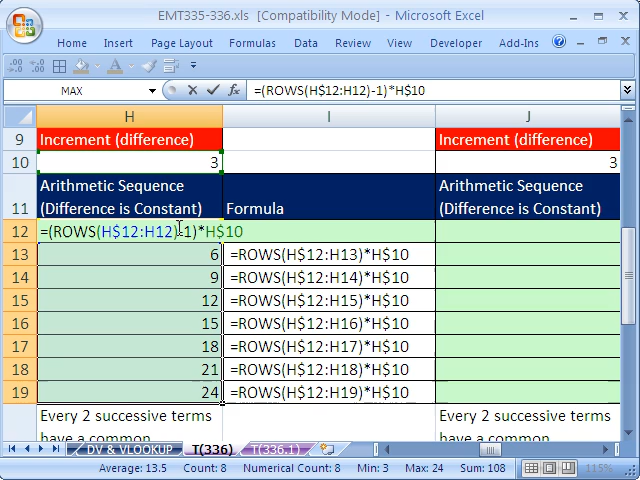 EMT335-336.xls [Compatibility Mode] - Microsoft Excel
Home Insert Page Layout Formulas Data Review View Developer Add-Ins
MAX =(ROWS(H$12:H12)-1)*H$10
H I J
9 Increment (difference) Increment (difference)
10 3 3
11 Arithmetic Sequence (Difference is Constant) Formula Arithmetic Sequence (Difference is Constant)
12 =(ROWS(H$12:H12)-1)*H$10
13 6 =ROWS(H$12:H13)*H$10
14 9 =ROWS(H$12:H14)*H$10
15 12 =ROWS(H$12:H15)*H$10
16 15 =ROWS(H$12:H16)*H$10
17 18 =ROWS(H$12:H17)*H$10
18 21 =ROWS(H$12:H18)*H$10
19 24 =ROWS(H$12:H19)*H$10
Every 2 successive terms Every 2 successive terms
have a common have a common
DV & VLOOKUP T(336) T(336,1)
Average: 13.5 Count: 8 Numerical Count: 8 Min: 3 Max: 24 Sum: 108 115%